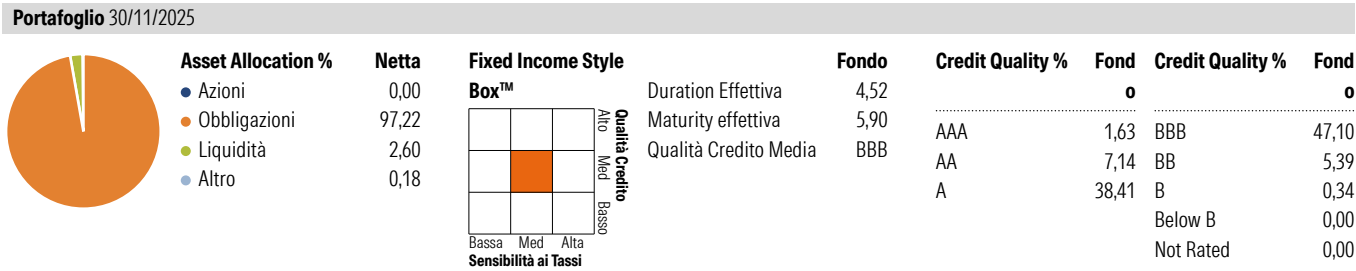 Portafoglio 30/11/2025
Asset Allocation % Netta
Azioni 0,00
Obbligazioni 97,22
Liquidità 2,60
Altro 0,18
Fixed Income Style
Box™
Alto Med Basso
Qualità Credito
Bassa Med Alta
Sensibilità ai Tassi
Fondo
Duration Effettiva 4,52
Maturity effettiva 5,90
Qualità Credito Media BBB
Credit Quality % Fond
o
AAA 1,63
AA 7,14
A 38,41
Credit Quality % Fond
o
BBB 47,10
BB 5,39
B 0,34
Below B 0,00
Not Rated 0,00